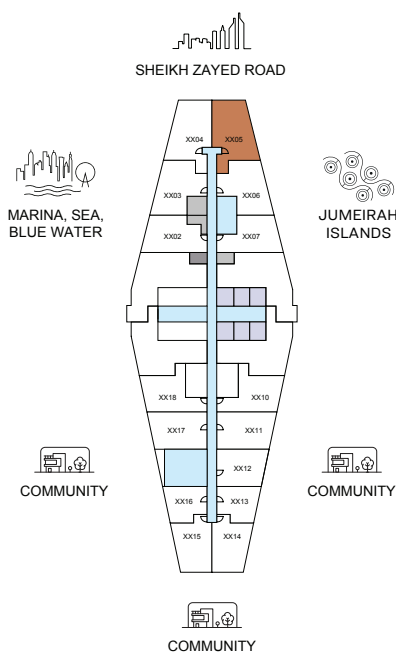 SHEIKH ZAYED ROAD
XX04
XX05
MARINA, SEA,
BLUE WATER
JUMEIRAH
ISLANDS
XX03
XX06
XX02
XX07
XX18
XX10
XX17
XX11
XX12
XX16
XX13
XX15
XX14
COMMUNITY
COMMUNITY
COMMUNITY